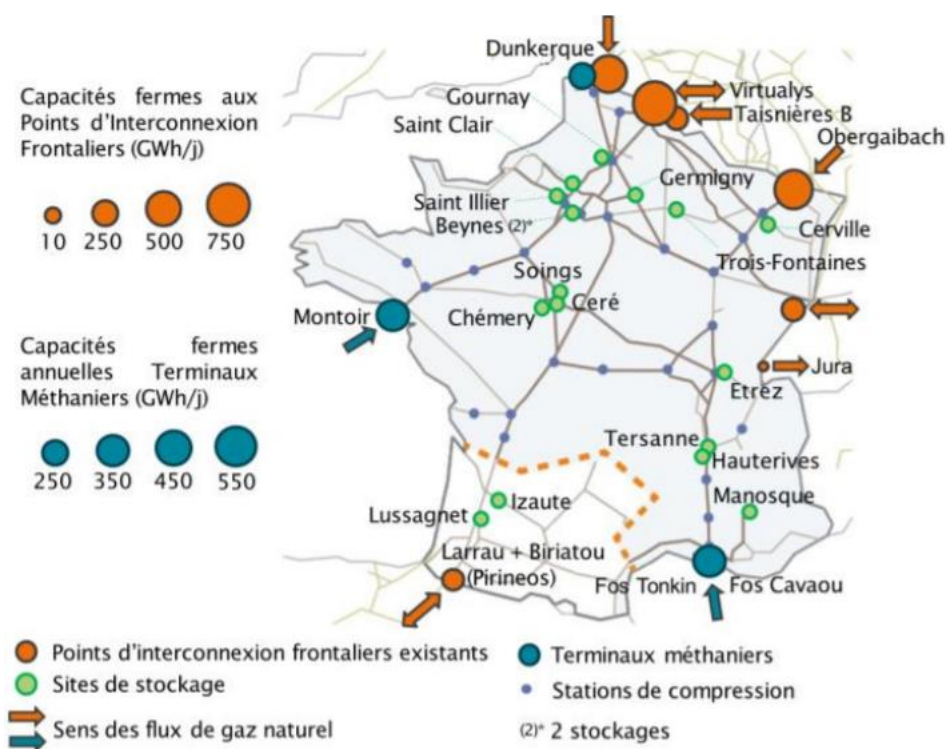 Capacités fermes aux
Points d'Interconnexion
Frontaliers (GWh/j)
10 250 500 750
Capacités fermes
annuelles Terminaux
Méthaniers (GWh/j)
250 350 450 550
Dunkerque
Gournay
Saint Clair
Virtualys
Taisnières B
Obergaibach
Germigny
Saint Illier
Beynes (2)*
Cerville
Trois-Fontaines
Soings
Ceré
Chémery
Montoir
Jura
Etrez
Tersanne
Hauterives
Manosque
Izaute
Lussagnet
Larrau + Biriatou
(Pirineos)
Fos Tonkin
Fos Cavaou
Points d'interconnexion frontaliers existants
Terminaux méthaniers
Sites de stockage
Stations de compression
Sens des flux de gaz naturel
(2)* 2 stockages